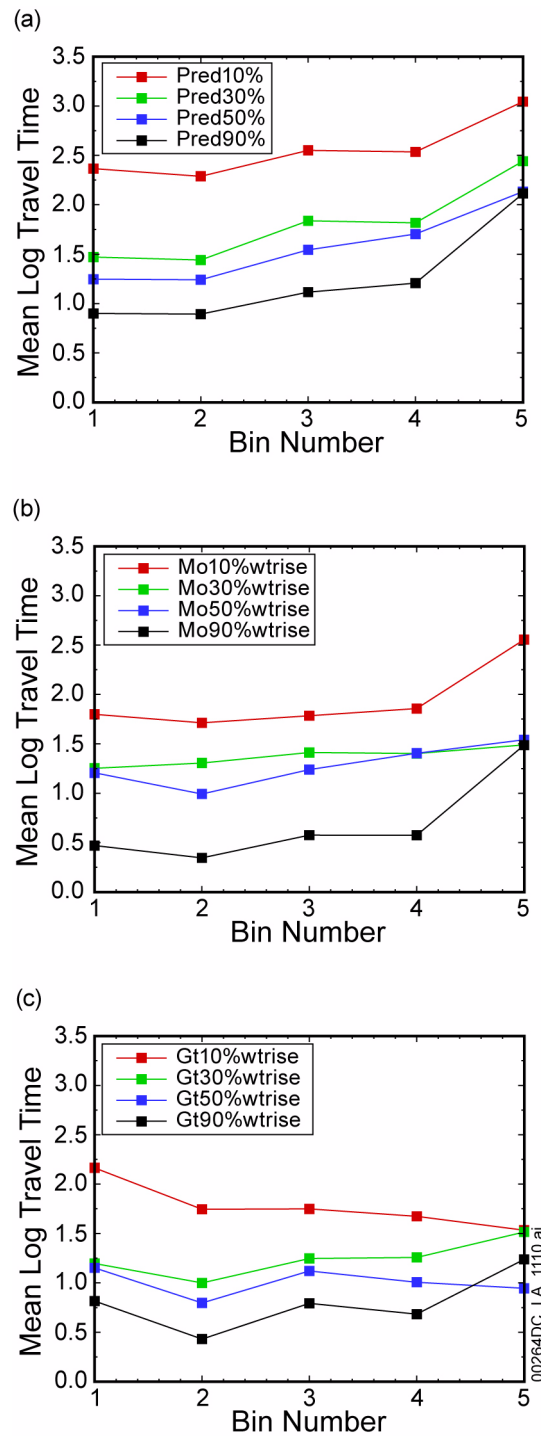 (a)
3.5
3.0
2.5
2.0
1.5
1.0
0.5
0.0
Mean Log Travel Time
Pred10%
Pred30%
Pred50%
Pred90%
1 2 3 4 5
Bin Number
(b)
3.5
3.0
2.5
2.0
1.5
1.0
0.5
0.0
Mean Log Travel Time
Mo10%wtrise
Mo30%wtrise
Mo50%wtrise
Mo90%wtrise
1 2 3 4 5
Bin Number
(c)
3.5
3.0
2.5
2.0
1.5
1.0
0.5
0.0
Mean Log Travel Time
Gt10%wtrise
Gt30%wtrise
Gt50%wtrise
Gt90%wtrise
1 2 3 4 5
Bin Number
00264DC_LA_1110.ai